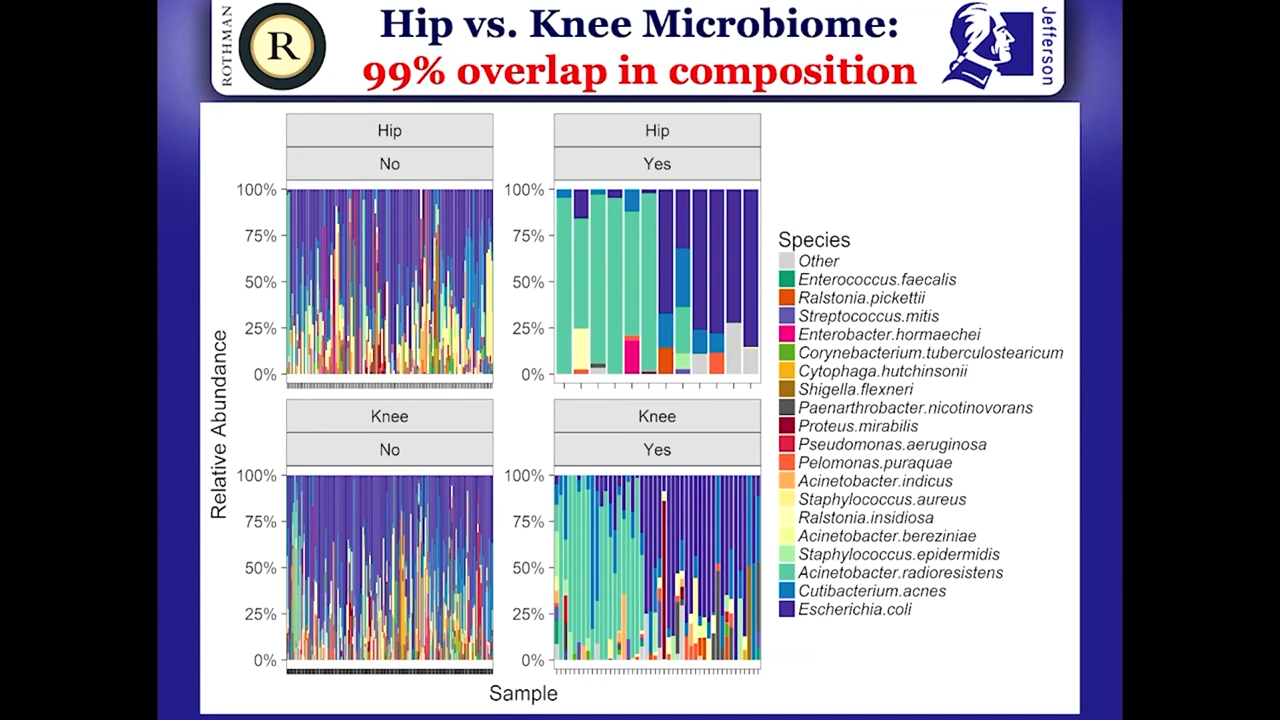 ROTHMAN
R
Hip vs. Knee Microbiome:
99% overlap in composition
Jefferson
Hip
No
100%
75%
50%
25%
0%
Hip
Yes
100%
75%
50%
25%
0%
Knee
No
100%
75%
50%
25%
0%
Knee
Yes
100%
75%
50%
25%
0%
Relative Abundance
Sample
Species
Other
Enterococcus.faecalis
Ralstonia.pickettii
Streptococcus.mitis
Enterobacter.hormaechei
Corynebacterium.tuberculostearicum
Cytophaga.hutchinsonii
Shigella.flexneri
Paenarthrobacter.nicotinovorans
Proteus.mirabilis
Pseudomonas.aeruginosa
Pelomonas.puraquae
Acinetobacter.indicus
Staphylococcus.aureus
Ralstonia.insidiosa
Acinetobacter.bereziniae
Staphylococcus.epidermidis
Acinetobacter.radioresistens
Cutibacterium.acnes
Escherichia.coli